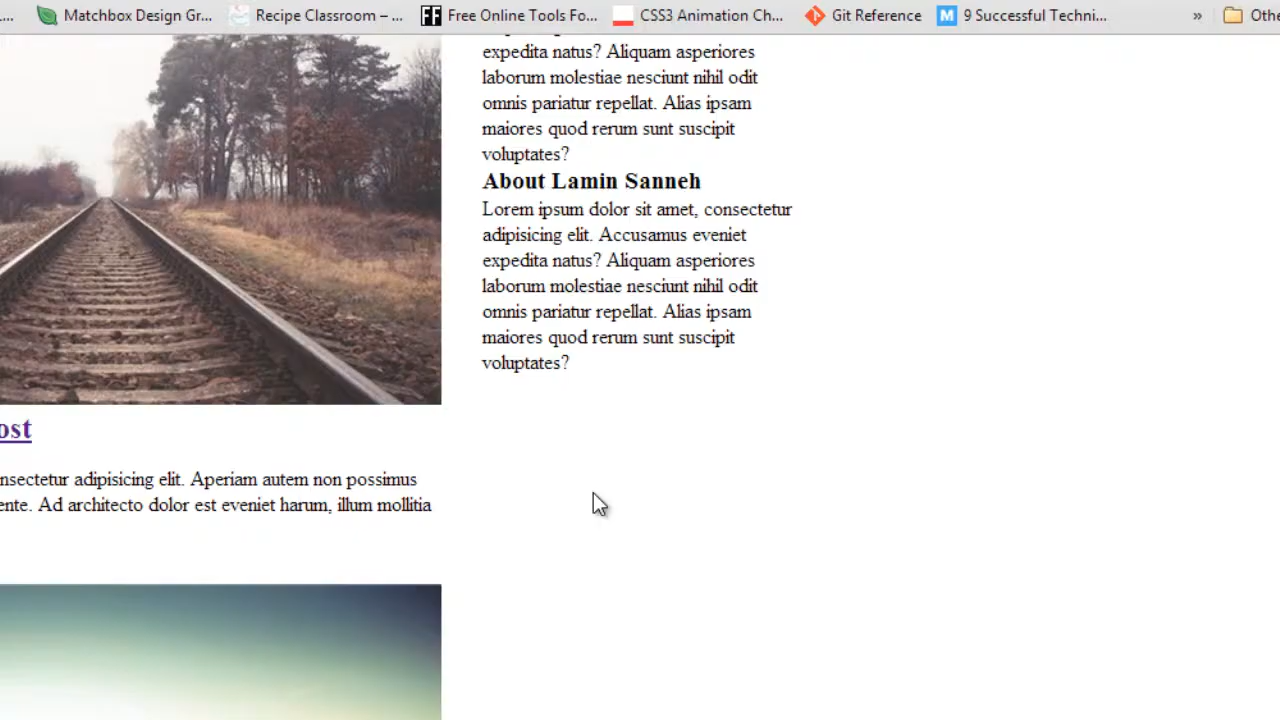 Matchbox Design Gr...
Recipe Classroom – ...
FF
Free Online Tools Fo...
CSS3 Animation Ch...
Git Reference
M
9 Successful Techni...
»
Othe
expedita natus? Aliquam asperiores
laborum molestiae nesciunt nihil odit
omnis pariatur repellat. Alias ipsam
maiores quod rerum sunt suscipit
voluptates?
About Lamin Sanneh
Lorem ipsum dolor sit amet, consectetur
adipisicing elit. Accusamus eveniet
expedita natus? Aliquam asperiores
laborum molestiae nesciunt nihil odit
omnis pariatur repellat. Alias ipsam
maiores quod rerum sunt suscipit
voluptates?
ost
nsectetur adipisicing elit. Aperiam autem non possimus
ente. Ad architecto dolor est eveniet harum, illum mollitia